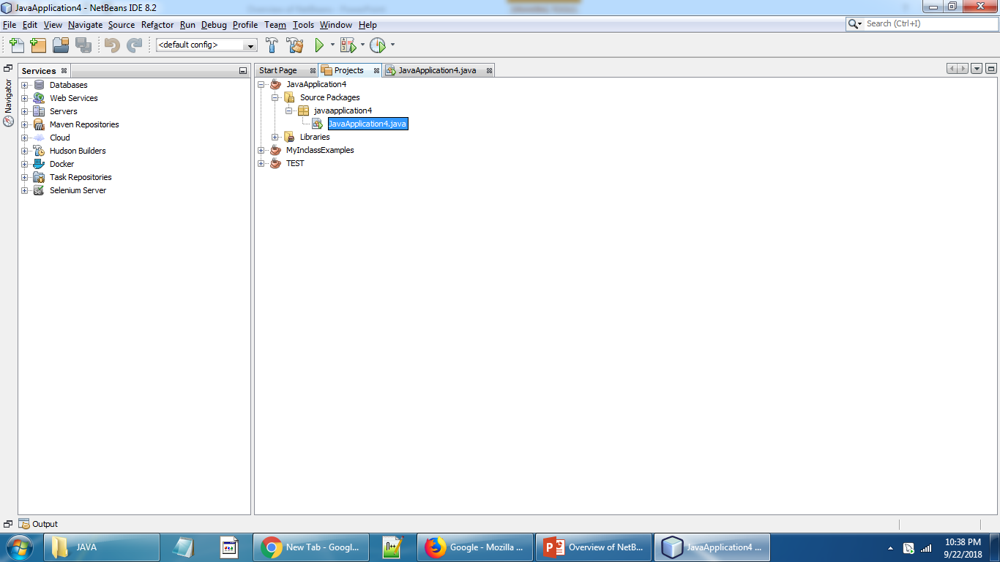 JavaApplication4 - NetBeans IDE 8.2
File Edit View Navigate Source Refactor Run Debug Profile Team Tools Window Help
Search (Ctrl+I)
<default config>
Navigator
Services
Databases
Web Services
Servers
Maven Repositories
Cloud
Hudson Builders
Docker
Task Repositories
Selenium Server
Start Page Projects JavaApplication4.java
JavaApplication4
Source Packages
javaapplication4
JavaApplication4.java
Libraries
MyInclassExamples
TEST
Output
JAVA New Tab - Googl... Google - Mozilla ... Overview of NetB... JavaApplication4 ...
10:38 PM
9/22/2018